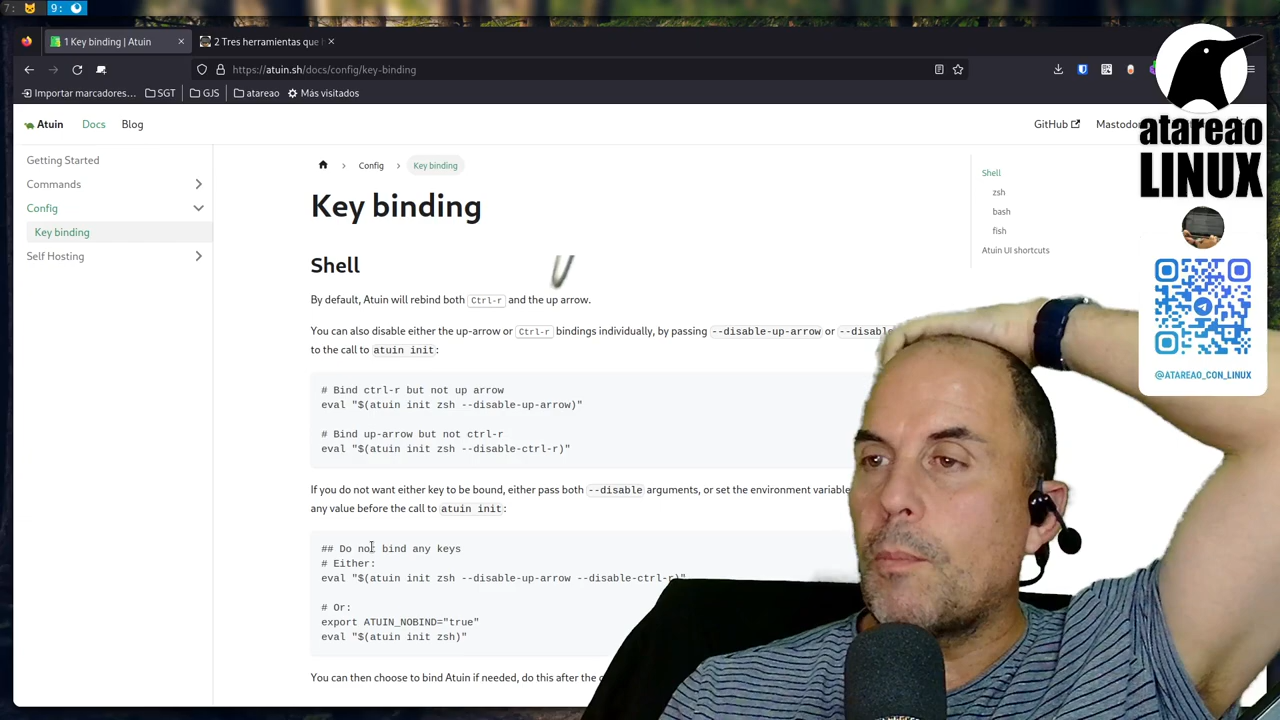 7:
9:
1 Key binding | Atuin
2 Tres herramientas que
https://atuin.sh/docs/config/key-binding
Importar marcadores...
SGT
GJS
atareao
Más visitados
Atuin
Docs
Blog
GitHub
Mastodon
Getting Started
Commands
Config
Key binding
Self Hosting
Config
Key binding
Key binding
Shell
By default, Atuin will rebind both Ctrl-r and the up arrow.
You can also disable either the up-arrow or Ctrl-r bindings individually, by passing --disable-up-arrow or --disable
to the call to atuin init:
# Bind ctrl-r but not up arrow
eval "$(atuin init zsh --disable-up-arrow)"
# Bind up-arrow but not ctrl-r
eval "$(atuin init zsh --disable-ctrl-r)"
If you do not want either key to be bound, either pass both --disable arguments, or set the environment variable
any value before the call to atuin init:
## Do not bind any keys
# Either:
eval "$(atuin init zsh --disable-up-arrow --disable-ctrl-r)"
# Or:
export ATUIN_NOBIND="true"
eval "$(atuin init zsh)"
You can then choose to bind Atuin if needed, do this after the
Shell
zsh
bash
fish
Atuin UI shortcuts
atareao
LINUX
@ATAREAO_CON_LINUX